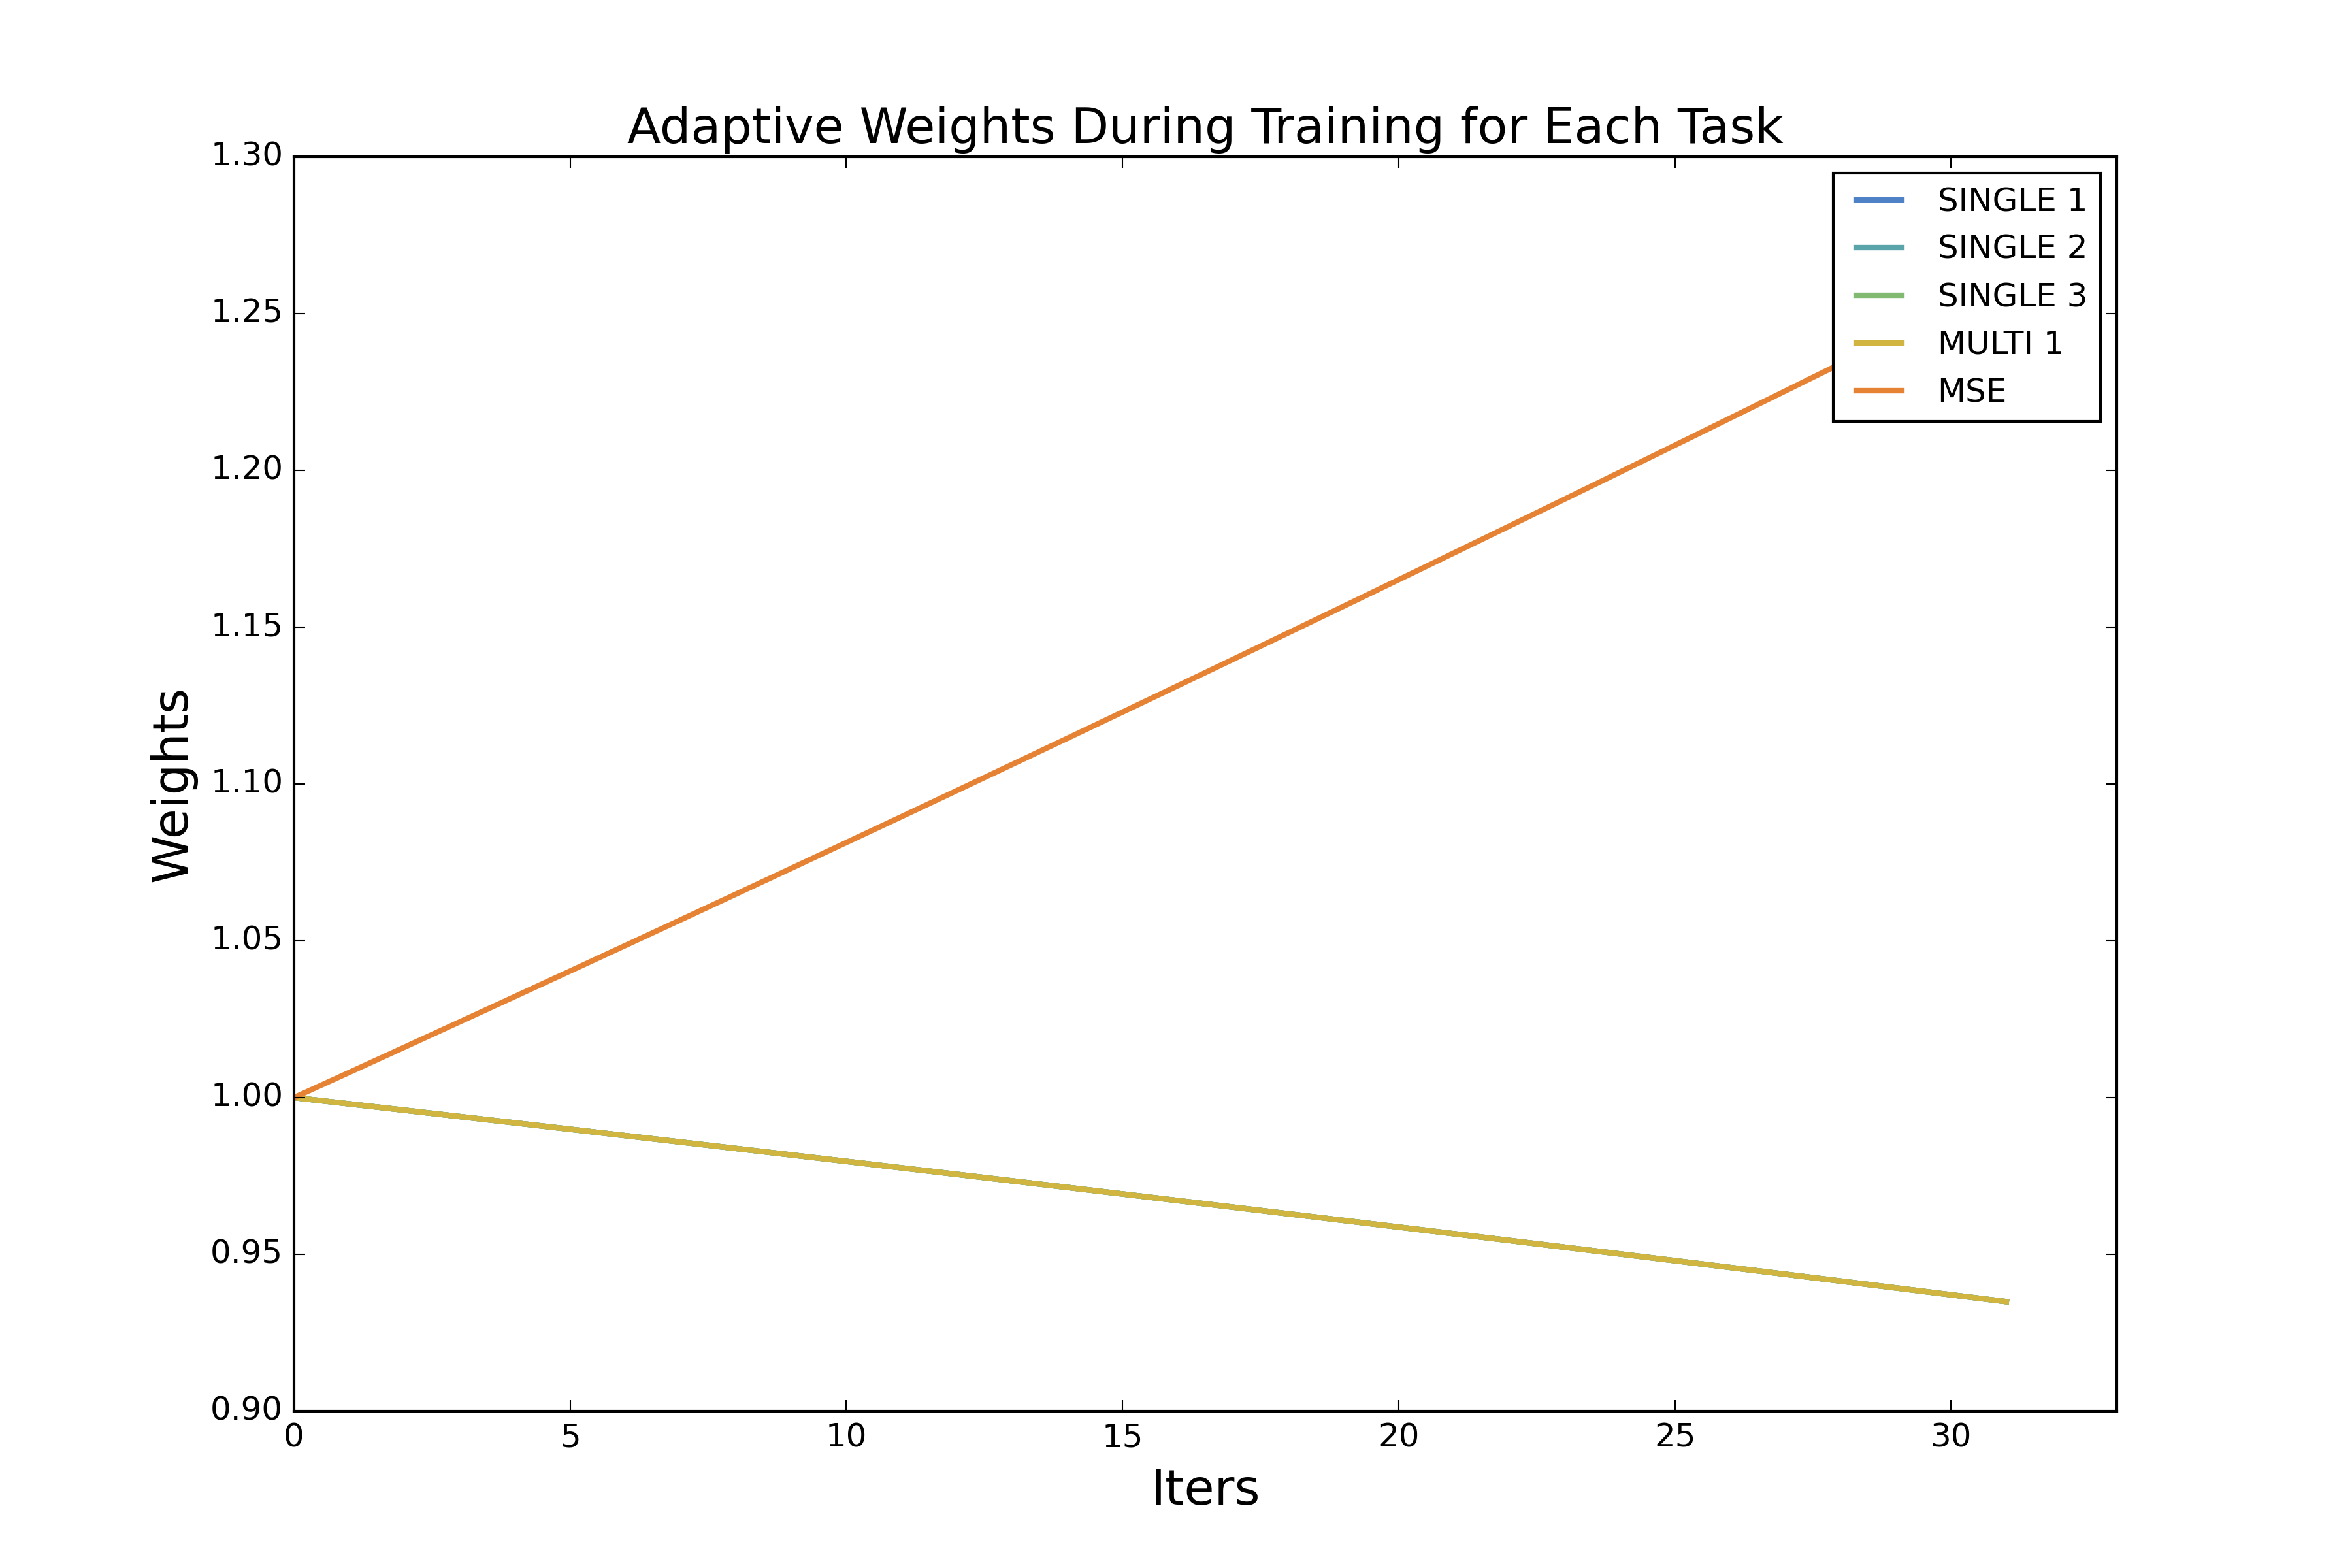 Adaptive Weights During Training for Each Task
1.30
1.25
1.20
1.15
1.10
1.05
1.00
0.95
0.90
Weights
SINGLE 1
SINGLE 2
SINGLE 3
MULTI 1
MSE
0 5 10 15 20 25 30
Iters